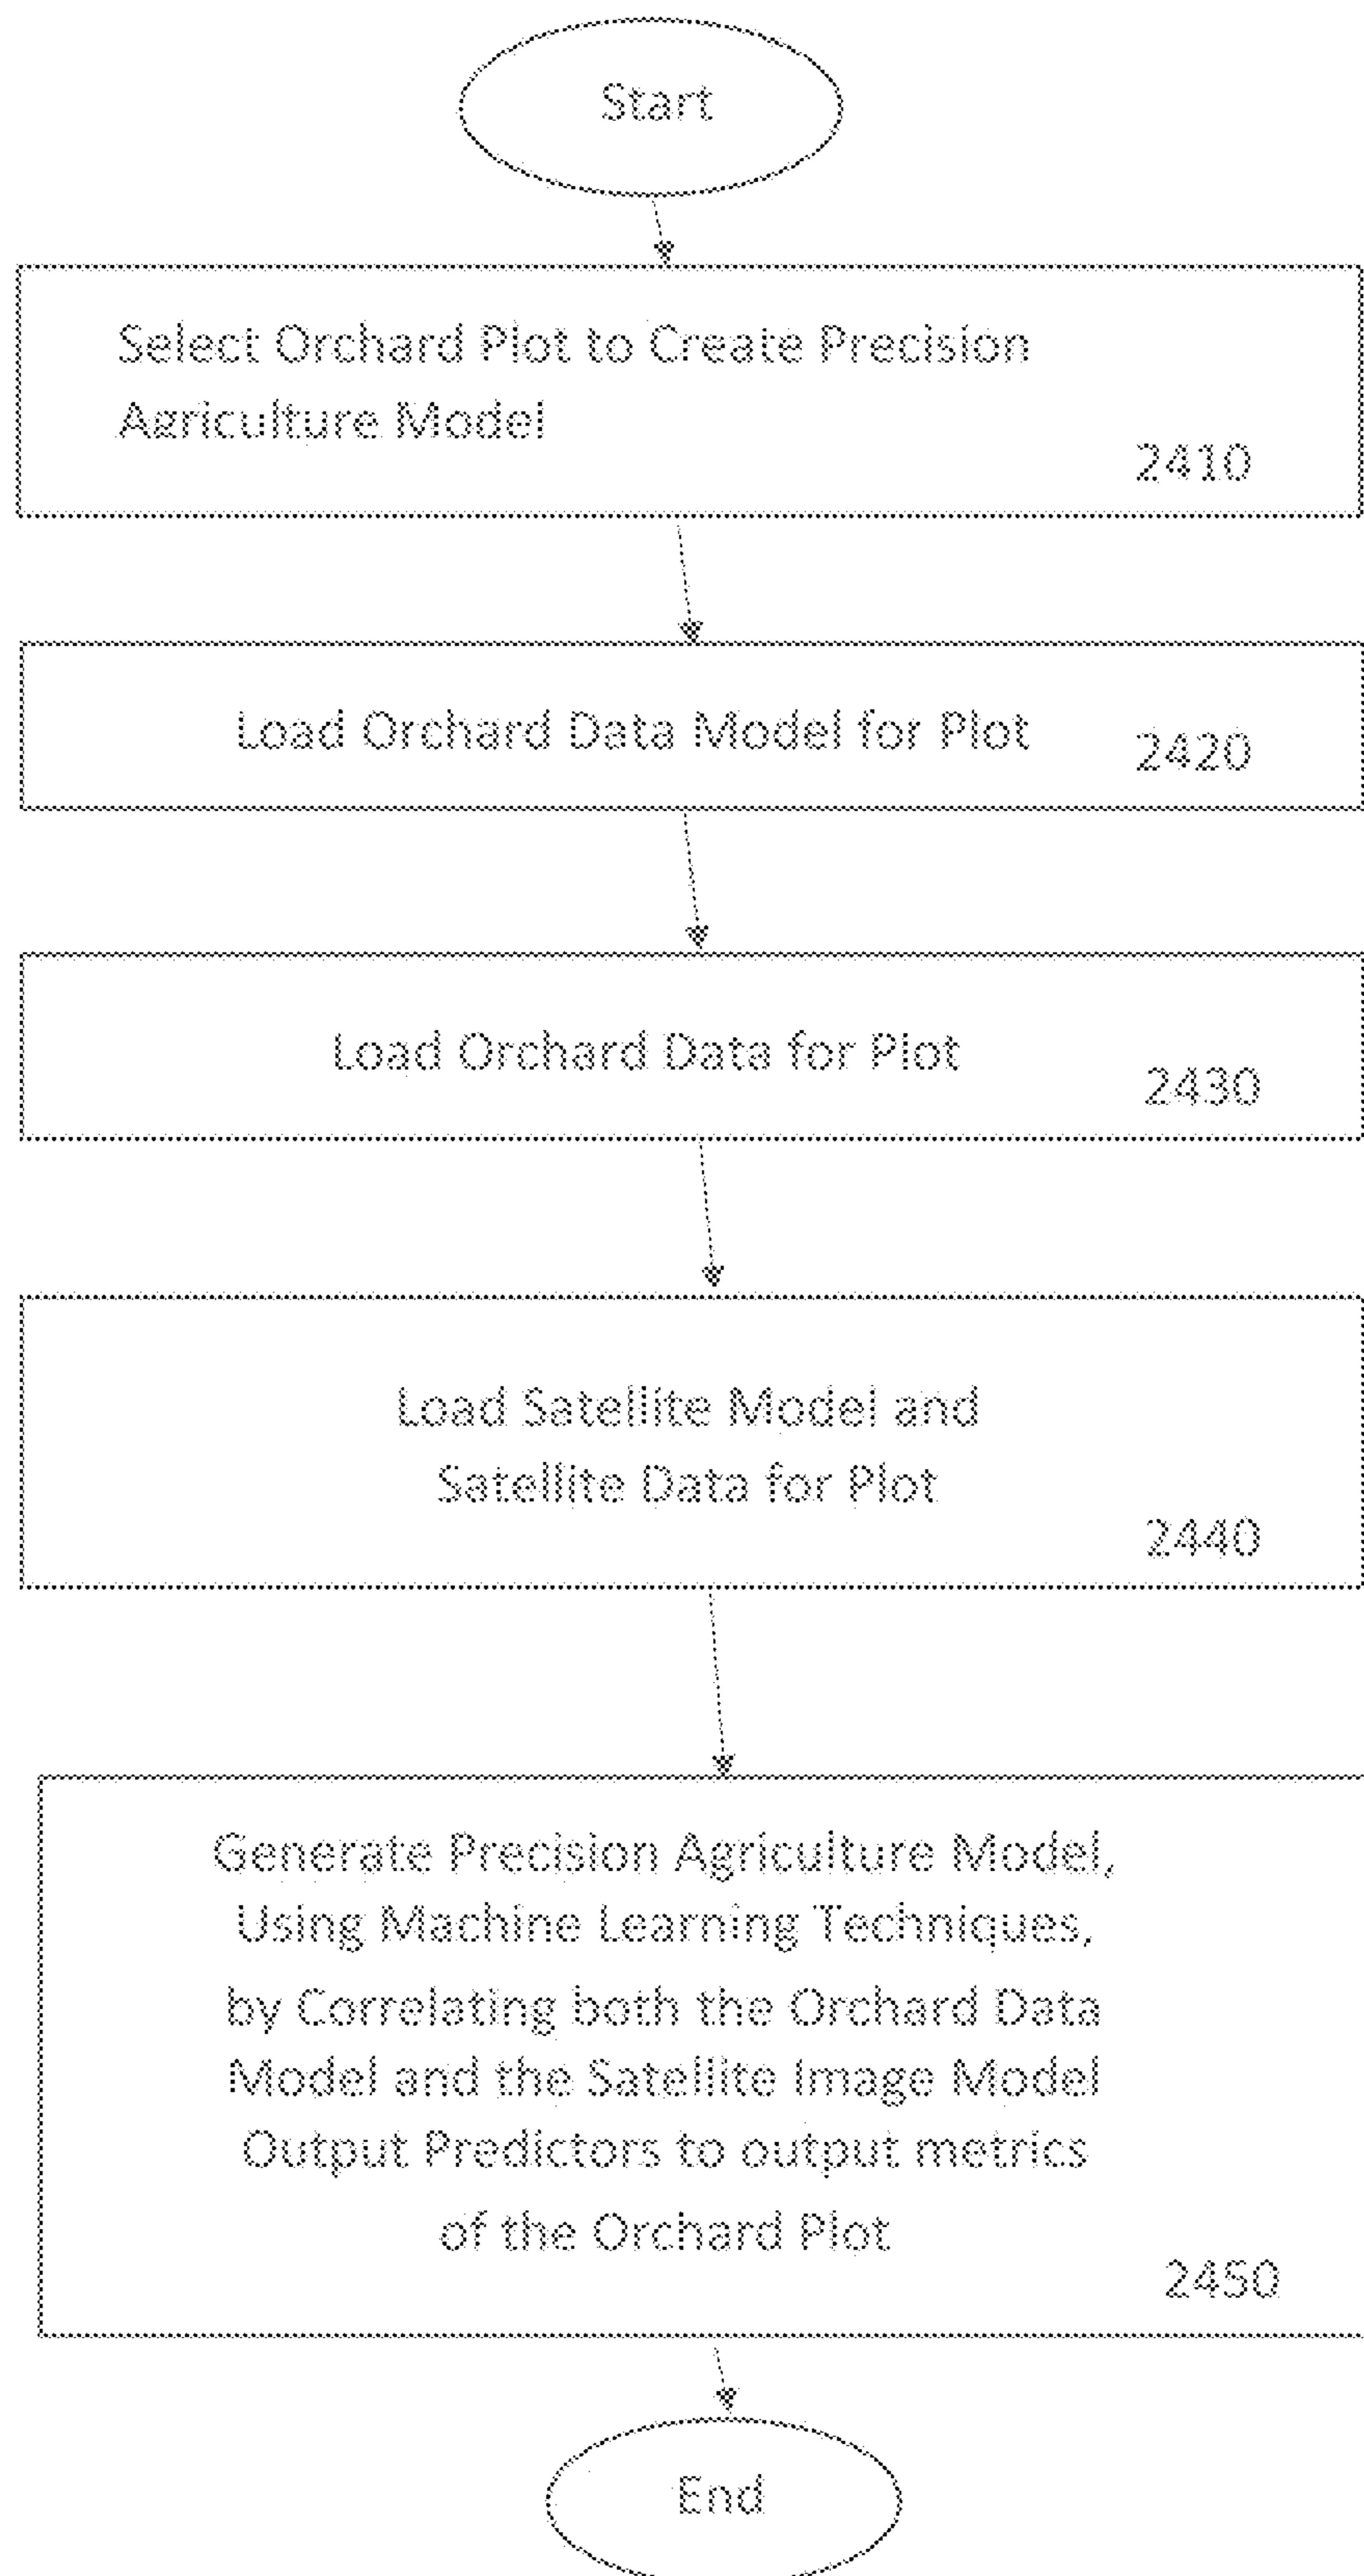 Start
Select Orchard Plot to Create Precision
Agriculture Model
2410
Load Orchard Data Model for Plot
2420
Load Orchard Data for Plot
2430
Load Satellite Model and
Satellite Data for Plot
2440
Generate Precision Agriculture Model,
Using Machine Learning Techniques,
by Correlating both the Orchard Data
Model and the Satellite Image Model
Output Predictors to output metrics
of the Orchard Plot
2450
End